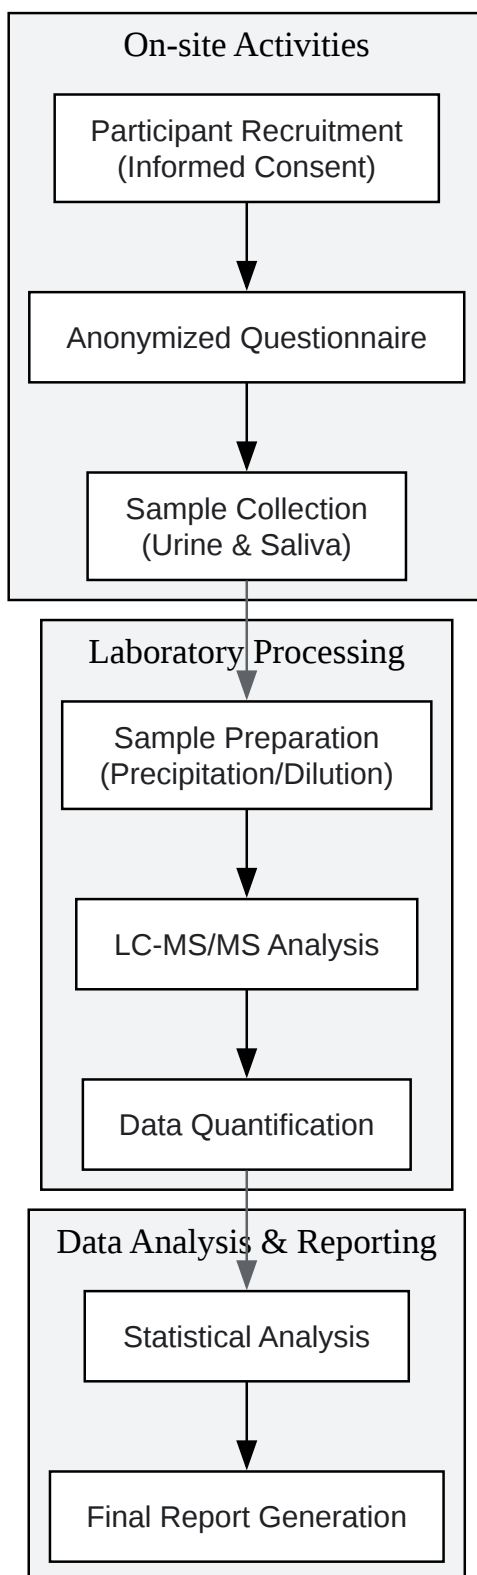 On-site Activities
Participant Recruitment
(Informed Consent)
Anonymized Questionnaire
Sample Collection
(Urine & Saliva)
Laboratory Processing
Sample Preparation
(Precipitation/Dilution)
LC-MS/MS Analysis
Data Quantification
Data Analysis & Reporting
Statistical Analysis
Final Report Generation